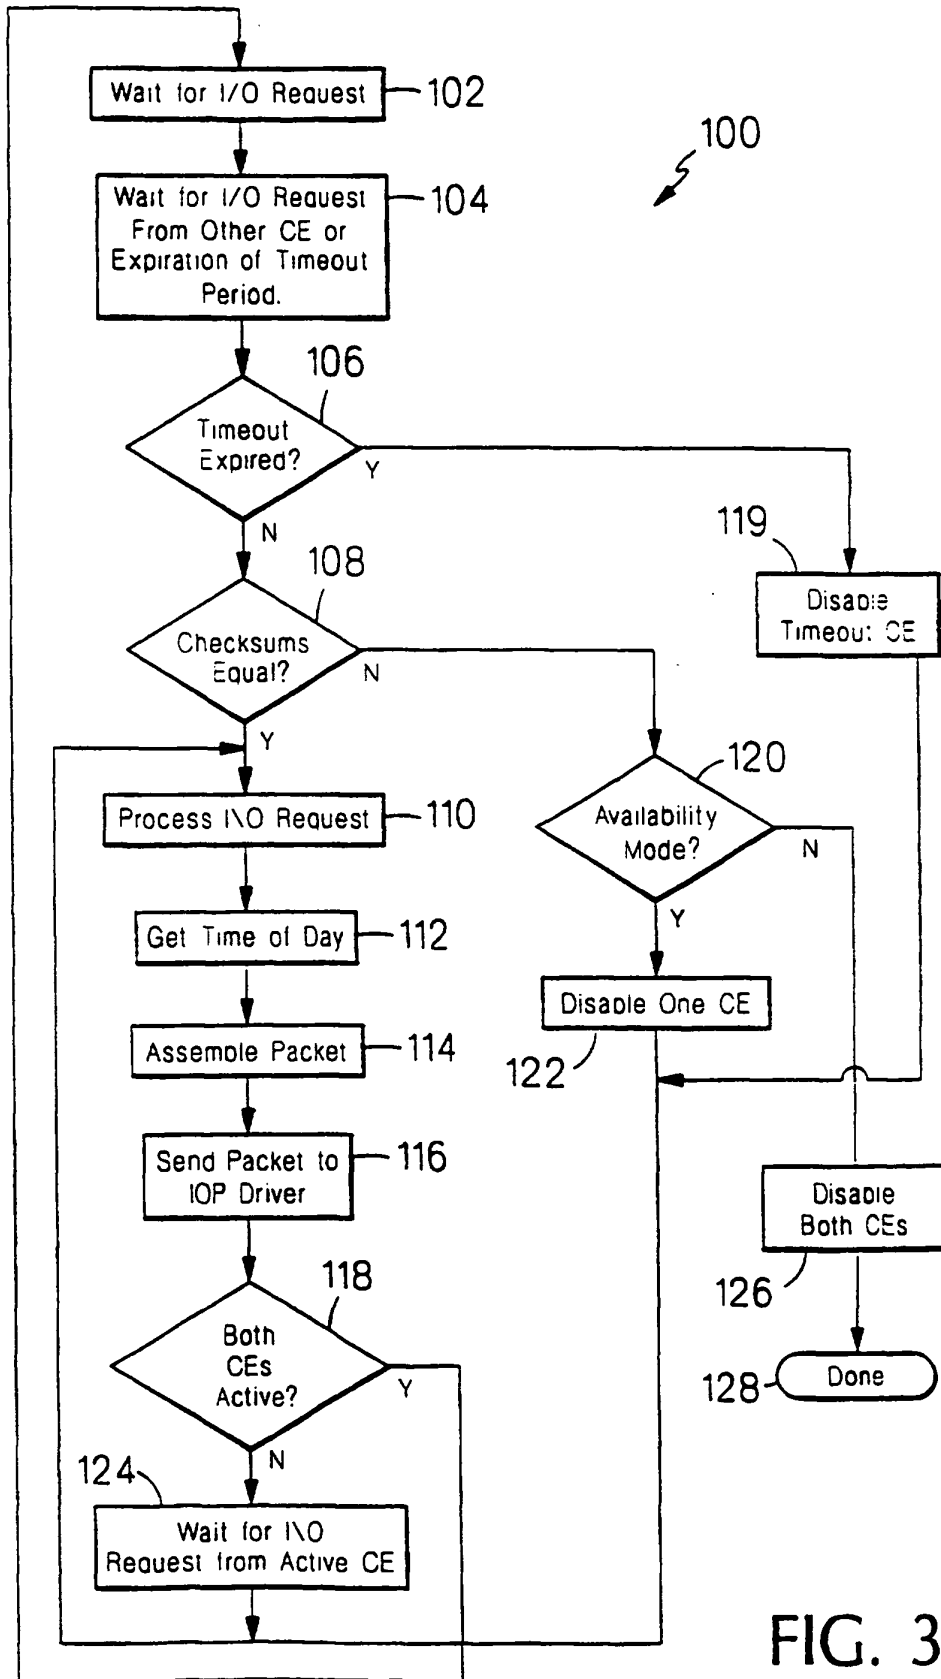 Wait for I/O Request
102
100
Wait for I/O Request
From Other CE or
Expiration of Timeout
Period.
104
106
Timeout
Expired?
Y
N
119
Disable
Timeout CE
108
Checksums
Equal?
N
Y
120
Availability
Mode?
N
Y
Process I\O Request
110
Get Time of Day
112
Disable One CE
122
Assemble Packet
114
Send Packet to
IOP Driver
116
Disable
Both CEs
126
118
Both
CEs
Active?
Y
N
Done
128
124
Wait for I\O
Request from Active CE
FIG. 3